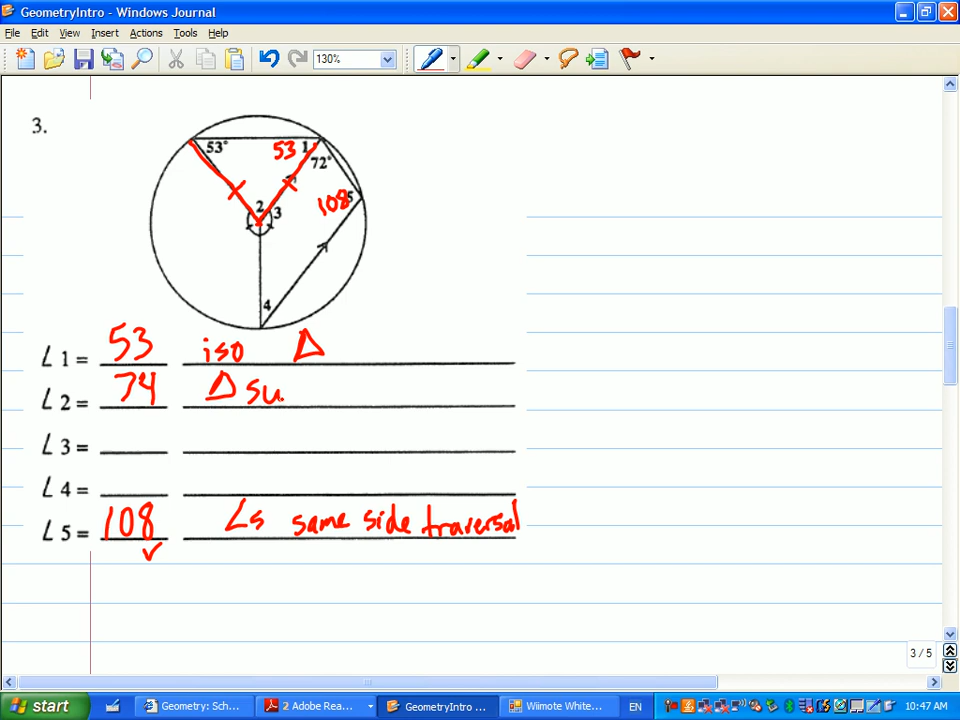 GeometryIntro - Windows Journal
File Edit View Insert Actions Tools Help
130%
3.
53° 53 1
72°
108 5
2
3
4
∠1 = 53 iso Δ
∠2 = 74 Δ su
∠3 =
∠4 =
∠5 = 108 ∠s same side traversal
3 / 5
start Geometry: Sch... 2 Adobe Rea... GeometryIntro ... Wiimote White... EN 10:47 AM